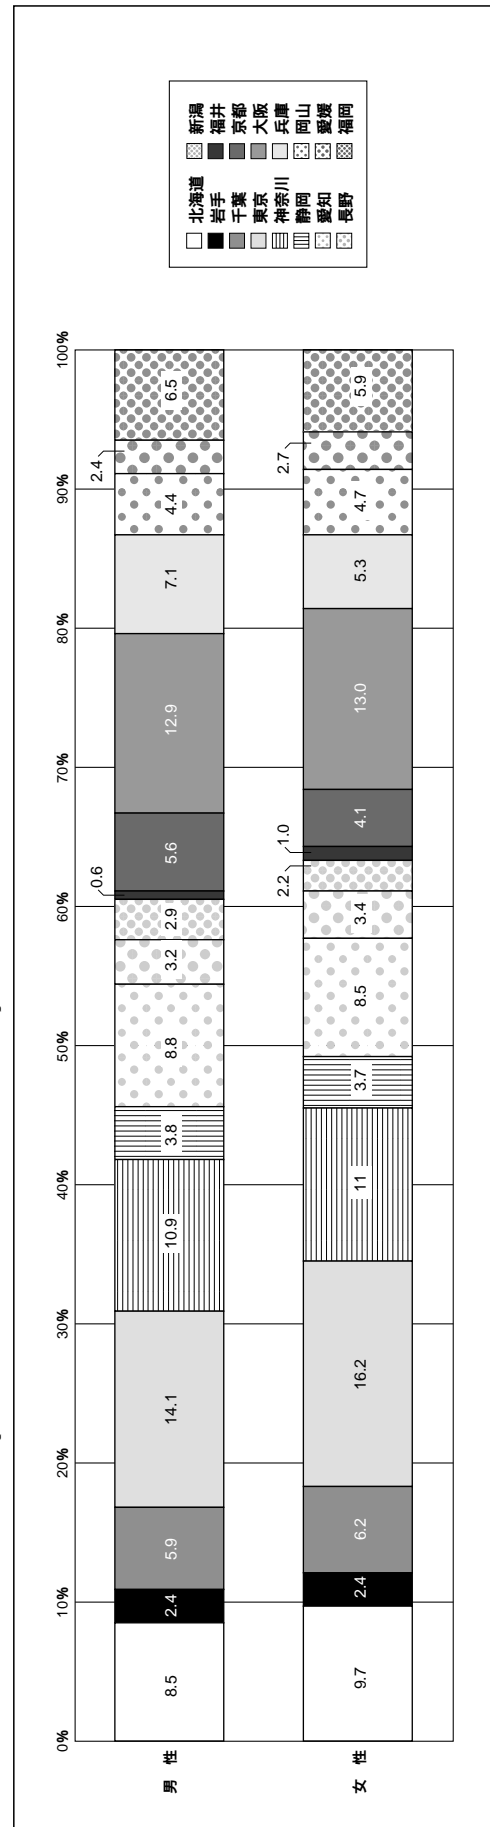 0% 10% 20% 30% 40% 50% 60% 70% 80% 90% 100%
男性
8.5 2.4 5.9 14.1 10.9 3.8 8.8 3.2 2.9 0.6 5.6 12.9 7.1 4.4 2.4 6.5
女性
9.7 2.4 6.2 16.2 11 3.7 8.5 3.4 2.2 1.0 4.1 13.0 5.3 4.7 2.7 5.9
北海道 新潟
岩手 福井
千葉 京都
東京 大阪
神奈川 兵庫
静岡 岡山
愛知 愛媛
長野 福岡